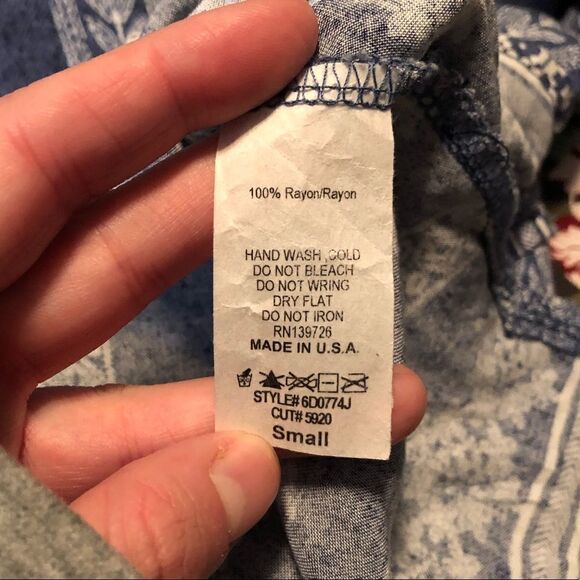 100% Rayon/Rayon
HAND WASH ,COLD
DO NOT BLEACH
DO NOT WRING
DRY FLAT
DO NOT IRON
RN139726
MADE IN U.S.A.
STYLE# 6D0774J
CUT# 5920
Small